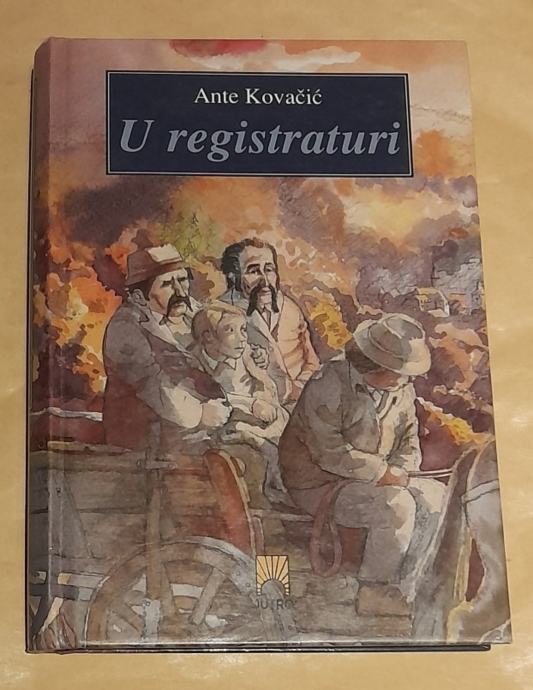 Ante Kovačić
U registraturi
JUTRO